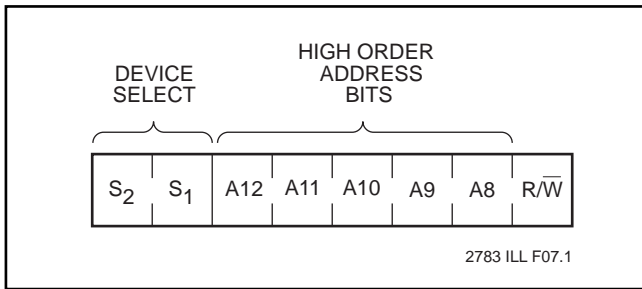 DEVICE
SELECT
HIGH ORDER
ADDRESS
BITS
S₂ S₁ A12 A11 A10 A9 A8 R/W̅
2783 ILL F07.1